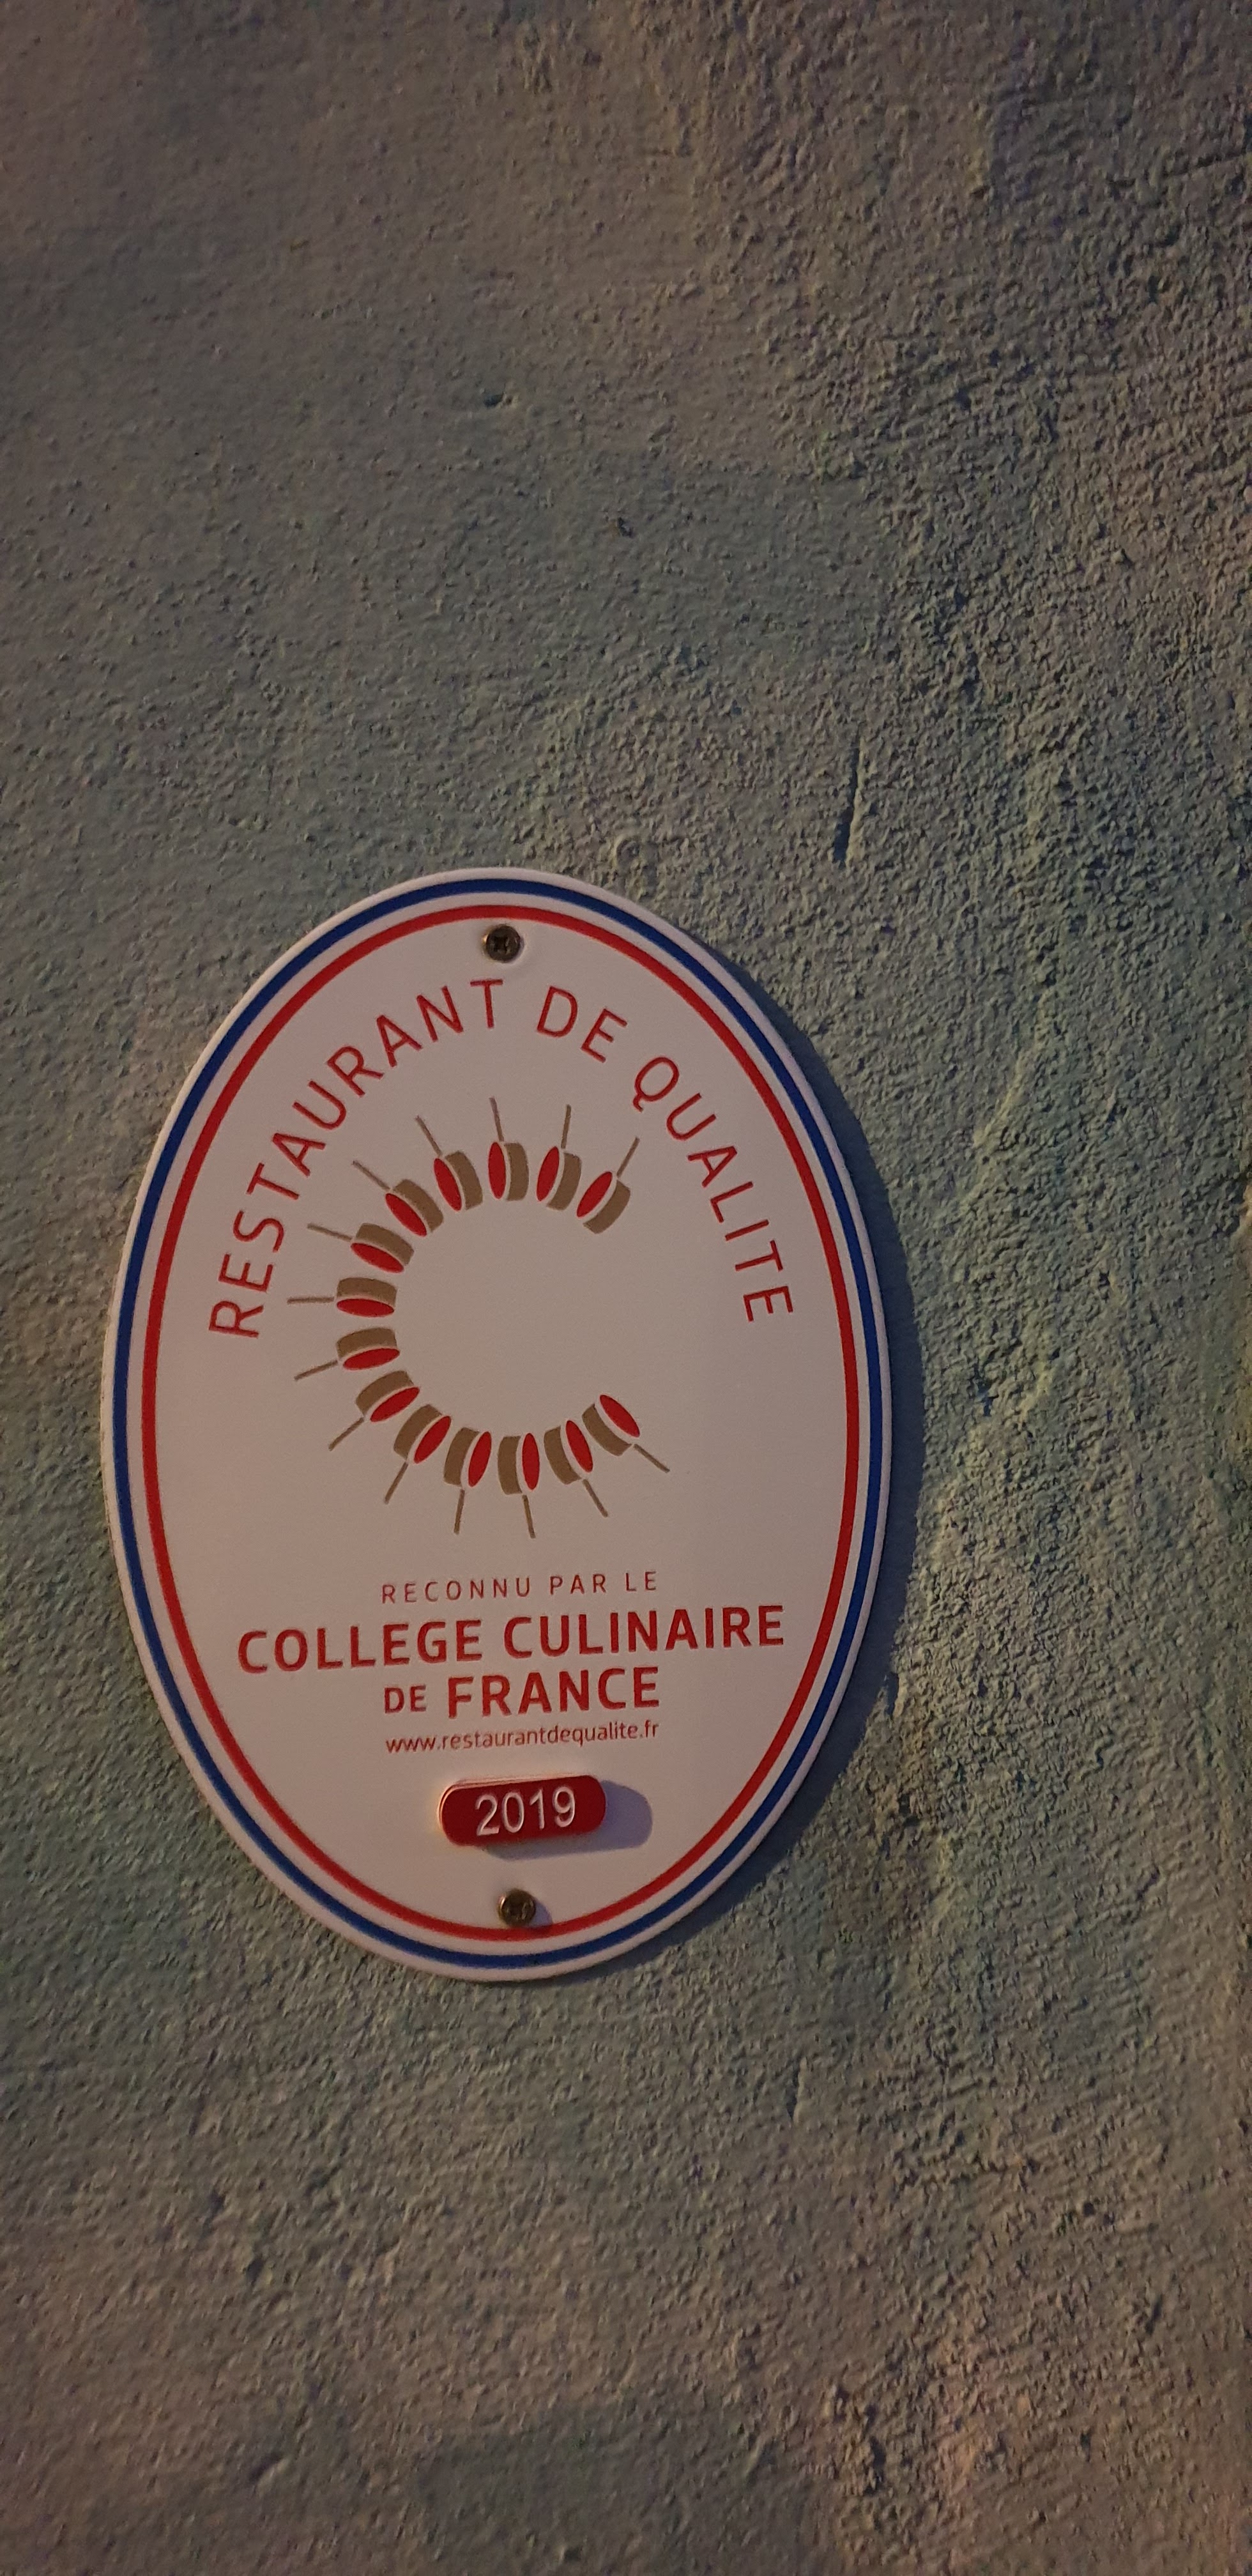 RESTAURANT DE QUALITE
RECONNU PAR LE
COLLEGE CULINAIRE
DE FRANCE
www.restaurantdequalite.fr
2019